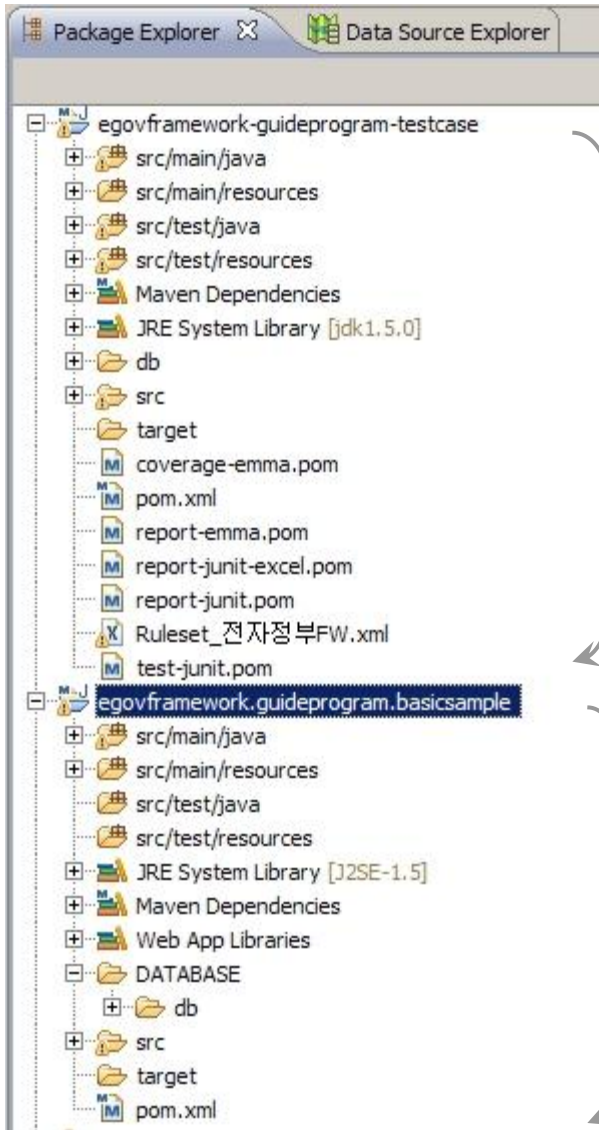 Package Explorer
Data Source Explorer
egovframework-guideprogram-testcase
src/main/java
src/main/resources
src/test/java
src/test/resources
Maven Dependencies
JRE System Library [jdk1.5.0]
db
src
target
coverage-emma.pom
pom.xml
report-emma.pom
report-junit-excel.pom
report-junit.pom
Ruleset_전자정부FW.xml
test-junit.pom
egovframework.guideprogram.basicsample
src/main/java
src/main/resources
src/test/java
src/test/resources
JRE System Library [J2SE-1.5]
Maven Dependencies
Web App Libraries
DATABASE
db
src
target
pom.xml